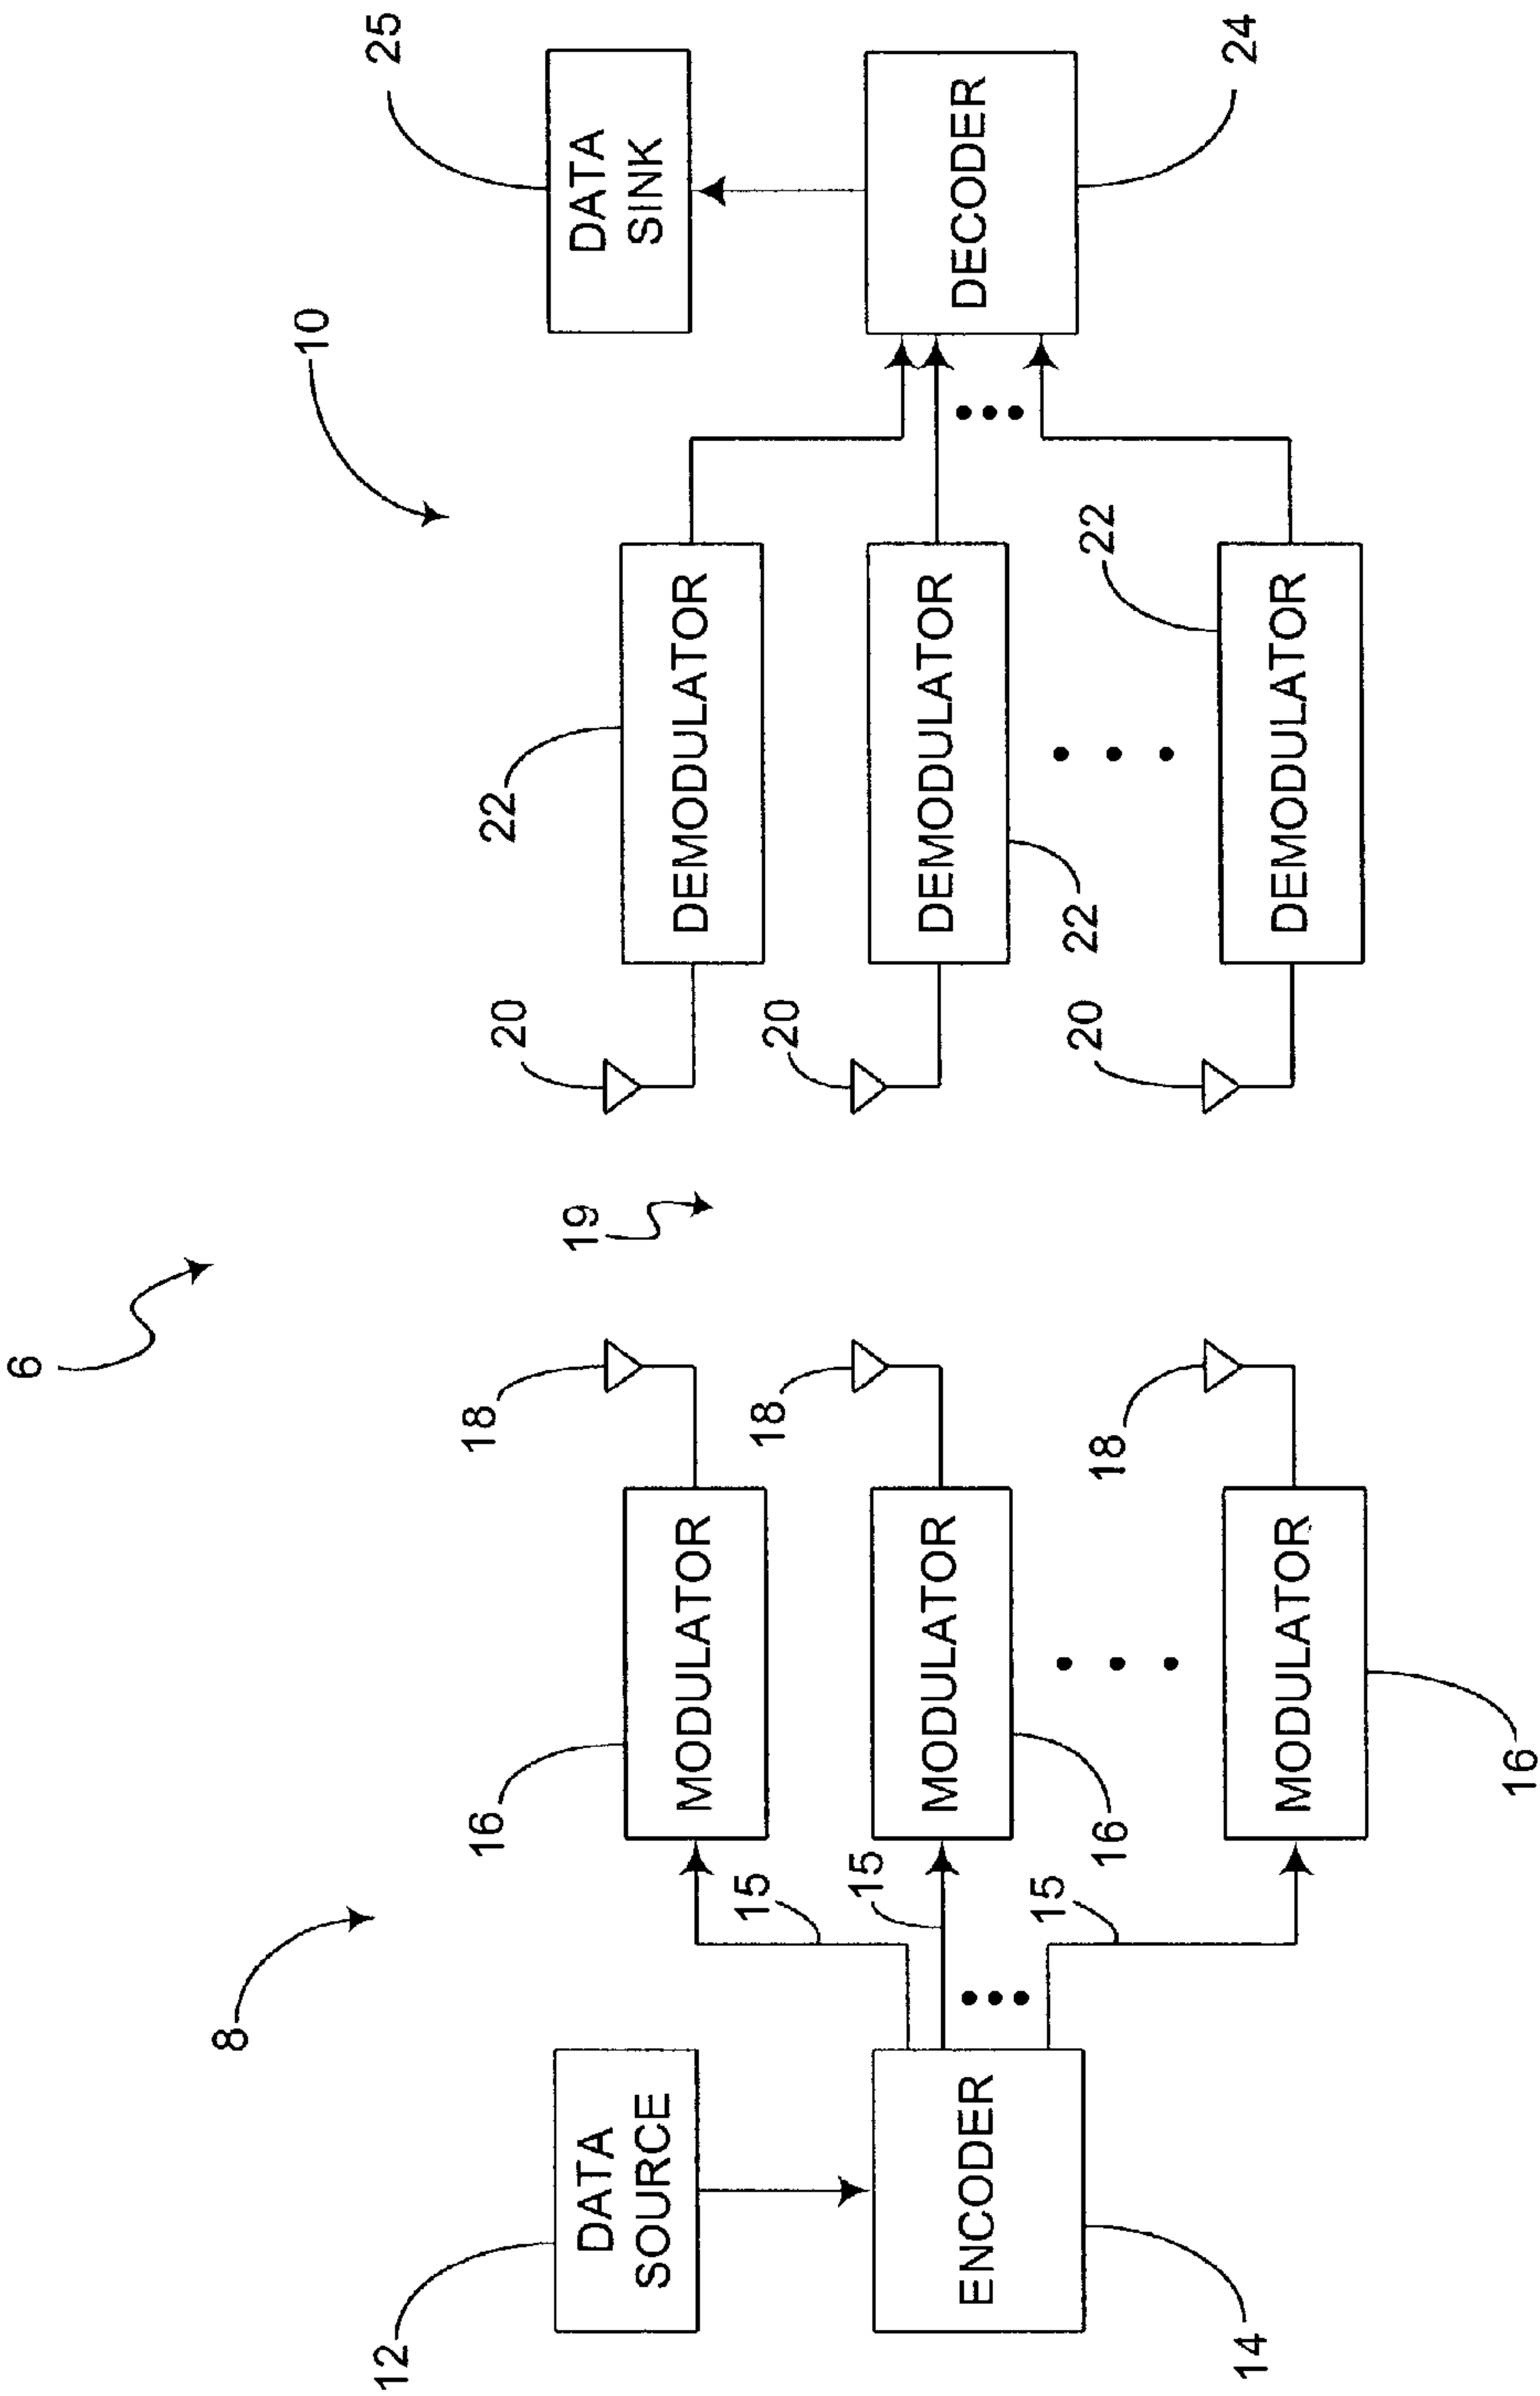 6
8
10
19
12
DATA
SOURCE
ENCODER
14
15
15
15
16
MODULATOR
18
MODULATOR
16
18
MODULATOR
16
18
20
DEMODULATOR
22
20
DEMODULATOR
22
20
DEMODULATOR
22
DATA
SINK
25
DECODER
24